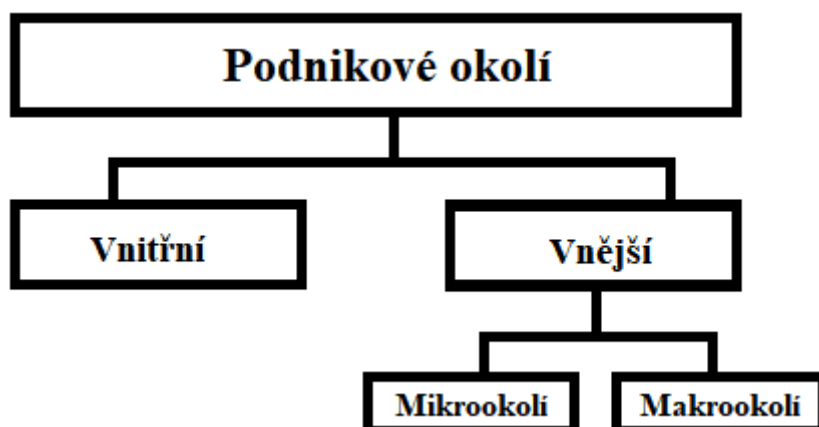 Podnikové okolí
Vnitřní
Vnější
Mikrookolí
Makrookolí